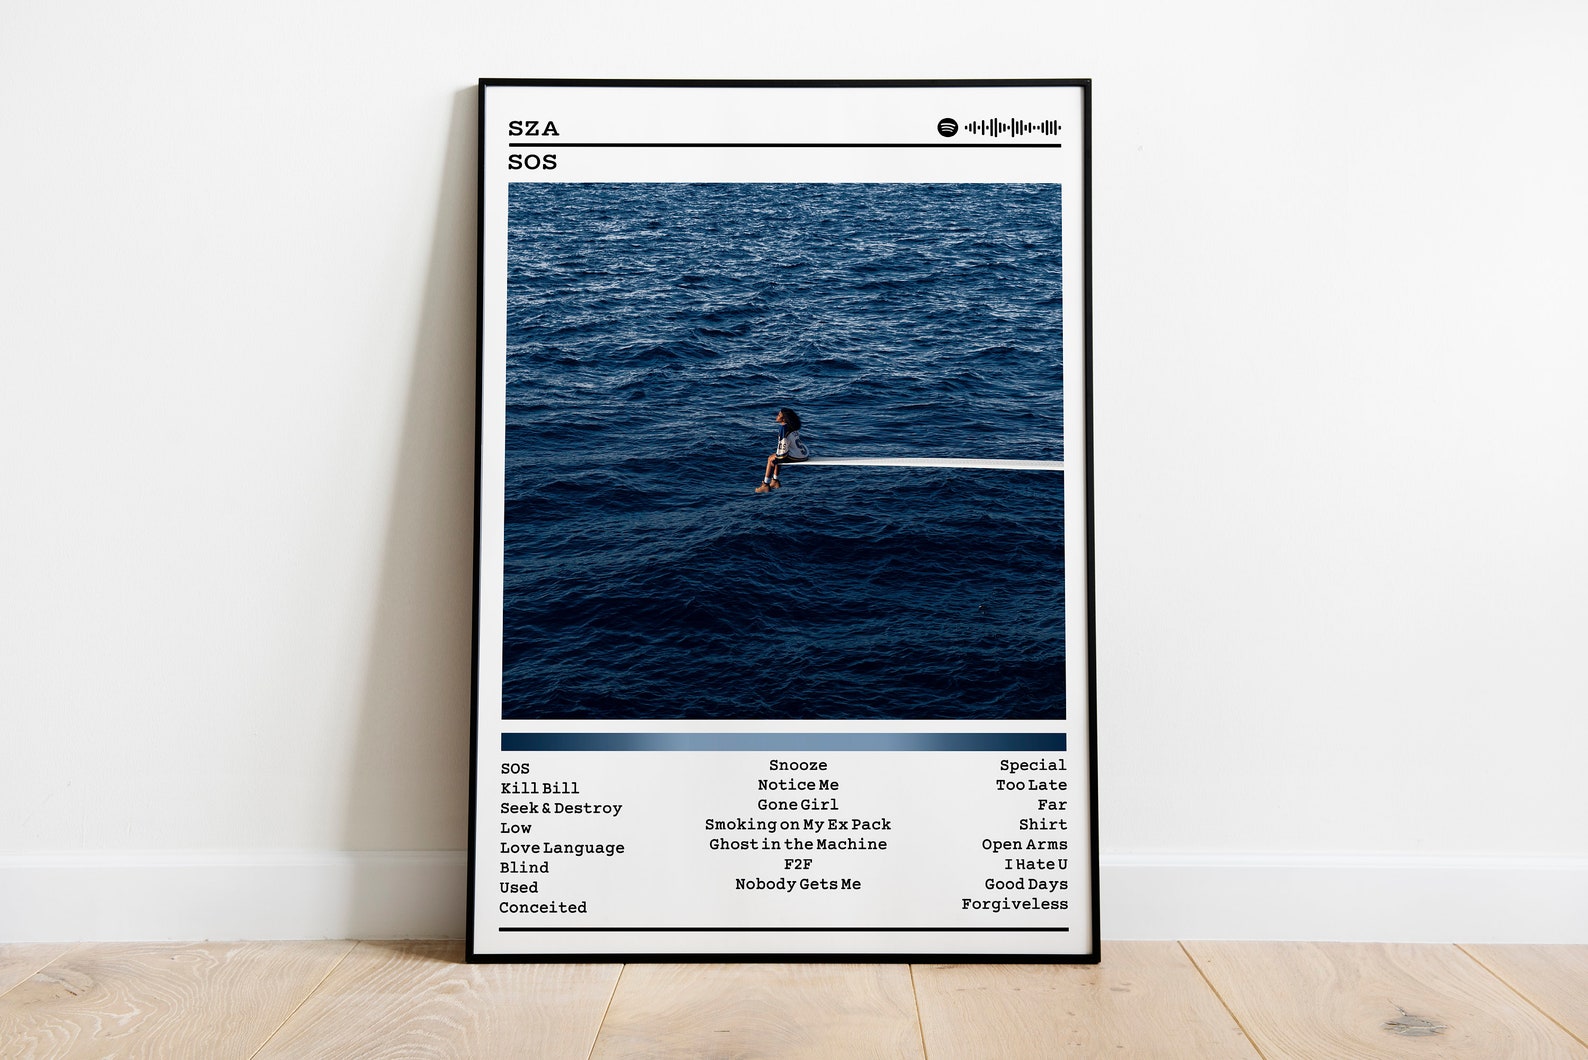 SZA
SOS
SOS
Kill Bill
Seek & Destroy
Low
Love Language
Blind
Used
Conceited
Snooze
Notice Me
Gone Girl
Smoking on My Ex Pack
Ghost in the Machine
F2F
Nobody Gets Me
Special
Too Late
Far
Shirt
Open Arms
I Hate U
Good Days
Forgiveless